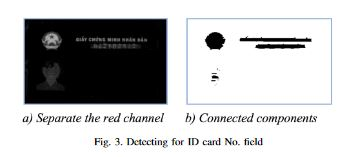 GIẤY CHỨNG MINH NHÂN DÂN
a) Separate the red channel
b) Connected components
Fig. 3. Detecting for ID card No. field